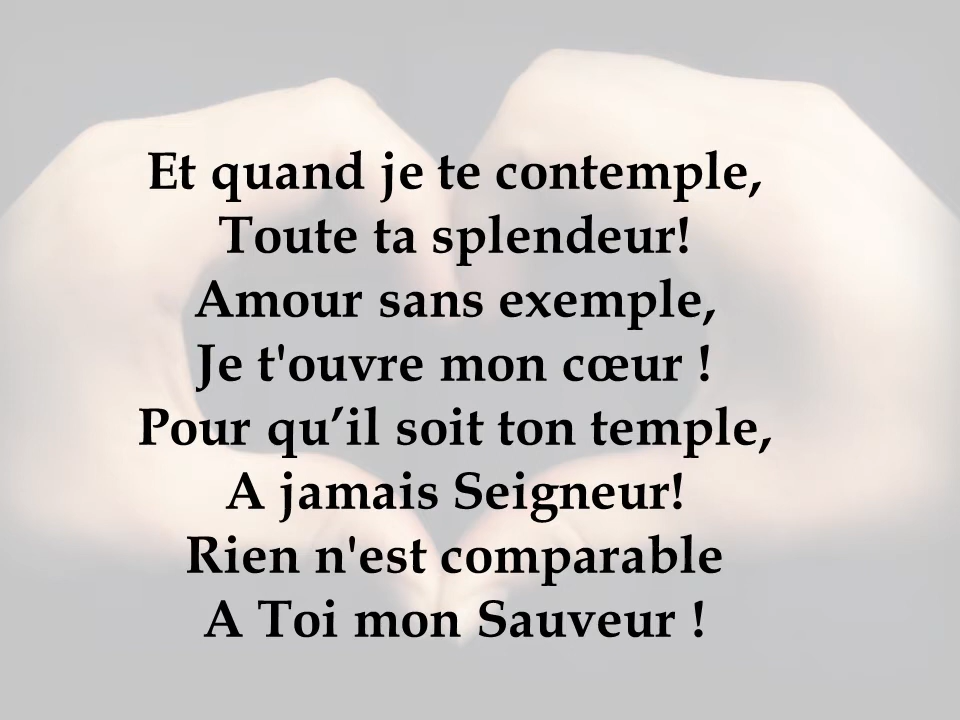 Et quand je te contemple,
Toute ta splendeur!
Amour sans exemple,
Je t'ouvre mon cœur !
Pour qu’il soit ton temple,
A jamais Seigneur!
Rien n'est comparable
A Toi mon Sauveur !